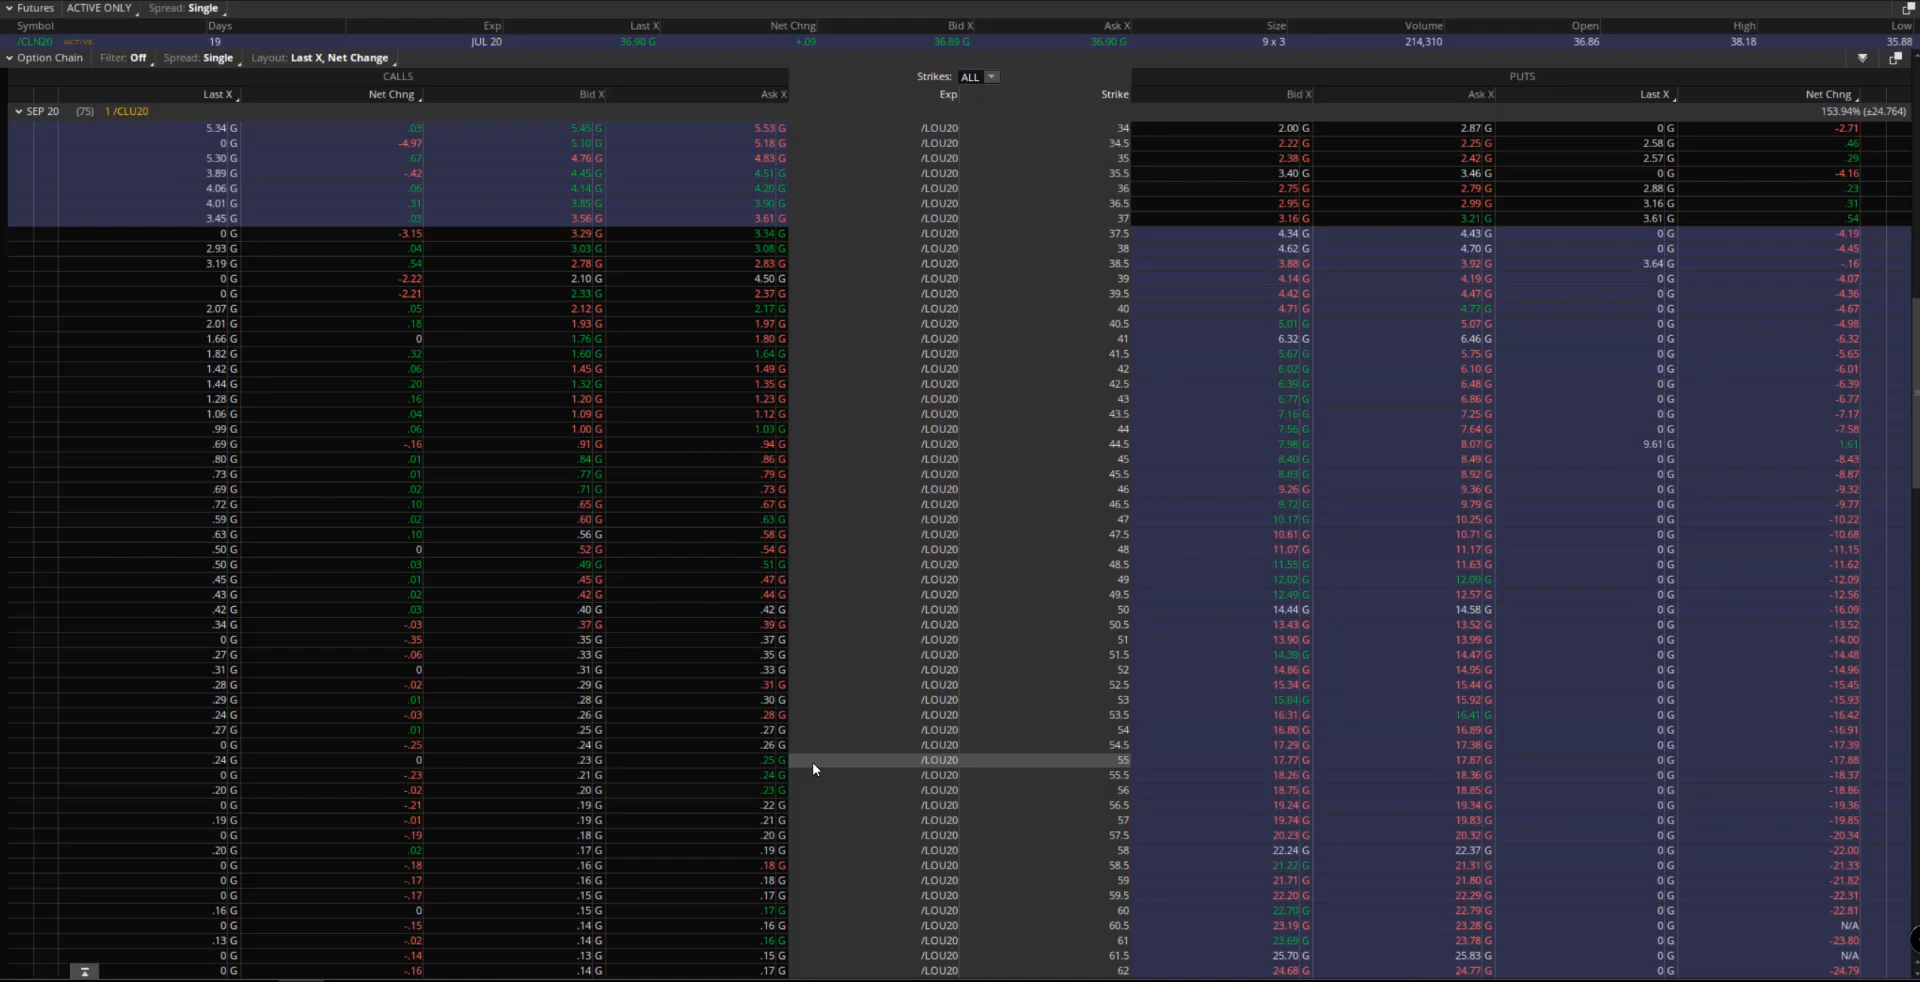 Futures ACTIVE ONLY Spread: Single
Symbol Days Exp Last X Net Chng Bid X Ask X Size Volume Open High Low
/CLN20 ACTIVE 19 JUL 20 36.90 G +.09 36.89 G 36.90 G 9 x 3 214,310 36.86 38.18 35.88
Option Chain Filter: Off Spread: Single Layout: Last X, Net Change
CALLS Strikes: ALL PUTS
Last X Net Chng Bid X Ask X Exp Strike Bid X Ask X Last X Net Chng
SEP 20 (75) 1 /CLU20 153.94% (±24.764)
5.34 G .03 5.45 G 5.53 G /LOU20 34 2.00 G 2.87 G 0 G -2.71
0 G -4.97 5.10 G 5.18 G /LOU20 34.5 2.22 G 2.25 G 2.58 G .46
5.30 G .67 4.76 G 4.83 G /LOU20 35 2.38 G 2.42 G 2.57 G .29
3.89 G -.42 4.45 G 4.51 G /LOU20 35.5 3.40 G 3.46 G 0 G -4.16
4.06 G .06 4.14 G 4.20 G /LOU20 36 2.75 G 2.79 G 2.88 G .23
4.01 G .31 3.85 G 3.90 G /LOU20 36.5 2.95 G 2.99 G 3.16 G .31
3.45 G .03 3.56 G 3.61 G /LOU20 37 3.16 G 3.21 G 3.61 G .54
0 G -3.15 3.29 G 3.34 G /LOU20 37.5 4.34 G 4.43 G 0 G -4.19
2.93 G .04 3.03 G 3.08 G /LOU20 38 4.62 G 4.70 G 0 G -4.45
3.19 G .54 2.78 G 2.83 G /LOU20 38.5 3.88 G 3.92 G 3.64 G -.16
0 G -2.22 2.10 G 4.50 G /LOU20 39 4.14 G 4.19 G 0 G -4.07
0 G -2.21 2.33 G 2.37 G /LOU20 39.5 4.42 G 4.47 G 0 G -4.36
2.07 G .05 2.12 G 2.17 G /LOU20 40 4.71 G 4.77 G 0 G -4.67
2.01 G .18 1.93 G 1.97 G /LOU20 40.5 5.01 G 5.07 G 0 G -4.98
1.66 G 0 1.76 G 1.80 G /LOU20 41 6.32 G 6.46 G 0 G -6.32
1.82 G .32 1.60 G 1.64 G /LOU20 41.5 5.67 G 5.75 G 0 G -5.65
1.42 G .06 1.45 G 1.49 G /LOU20 42 6.02 G 6.10 G 0 G -6.01
1.44 G .20 1.32 G 1.35 G /LOU20 42.5 6.39 G 6.48 G 0 G -6.39
1.28 G .16 1.20 G 1.23 G /LOU20 43 6.77 G 6.86 G 0 G -6.77
1.06 G .04 1.09 G 1.12 G /LOU20 43.5 7.16 G 7.25 G 0 G -7.17
.99 G .06 1.00 G 1.03 G /LOU20 44 7.56 G 7.64 G 0 G -7.58
.69 G -.16 .91 G .94 G /LOU20 44.5 7.98 G 8.07 G 9.61 G 1.61
.80 G .01 .84 G .86 G /LOU20 45 8.40 G 8.49 G 0 G -8.43
.73 G .01 .77 G .79 G /LOU20 45.5 8.83 G 8.92 G 0 G -8.87
.69 G .02 .71 G .73 G /LOU20 46 9.26 G 9.36 G 0 G -9.32
.72 G .10 .65 G .67 G /LOU20 46.5 9.72 G 9.79 G 0 G -9.77
.59 G .02 .60 G .63 G /LOU20 47 10.17 G 10.25 G 0 G -10.22
.63 G .10 .56 G .58 G /LOU20 47.5 10.61 G 10.71 G 0 G -10.68
.50 G 0 .52 G .54 G /LOU20 48 11.07 G 11.17 G 0 G -11.15
.50 G .03 .49 G .51 G /LOU20 48.5 11.55 G 11.63 G 0 G -11.62
.45 G .01 .45 G .47 G /LOU20 49 12.02 G 12.09 G 0 G -12.09
.43 G .02 .42 G .44 G /LOU20 49.5 12.49 G 12.57 G 0 G -12.56
.42 G .03 .40 G .42 G /LOU20 50 14.44 G 14.58 G 0 G -16.09
.34 G -.03 .37 G .39 G /LOU20 50.5 13.43 G 13.52 G 0 G -13.52
0 G -.35 .35 G .37 G /LOU20 51 13.90 G 13.99 G 0 G -14.00
.27 G -.06 .33 G .35 G /LOU20 51.5 14.39 G 14.47 G 0 G -14.48
.31 G 0 .31 G .33 G /LOU20 52 14.86 G 14.95 G 0 G -14.96
.28 G -.02 .29 G .31 G /LOU20 52.5 15.34 G 15.44 G 0 G -15.45
.29 G .01 .28 G .30 G /LOU20 53 15.84 G 15.92 G 0 G -15.93
.24 G -.03 .26 G .28 G /LOU20 53.5 16.31 G 16.41 G 0 G -16.42
.27 G .01 .25 G .27 G /LOU20 54 16.80 G 16.89 G 0 G -16.91
0 G -.25 .24 G .26 G /LOU20 54.5 17.29 G 17.38 G 0 G -17.39
.24 G 0 .23 G .25 G /LOU20 55 17.77 G 17.87 G 0 G -17.88
0 G -.23 .21 G .24 G /LOU20 55.5 18.26 G 18.36 G 0 G -18.37
.20 G -.02 .20 G .23 G /LOU20 56 18.75 G 18.85 G 0 G -18.86
0 G -.21 .19 G .22 G /LOU20 56.5 19.24 G 19.34 G 0 G -19.36
.19 G -.01 .19 G .21 G /LOU20 57 19.74 G 19.83 G 0 G -19.85
0 G -.19 .18 G .20 G /LOU20 57.5 20.23 G 20.32 G 0 G -20.34
.20 G .02 .17 G .19 G /LOU20 58 22.24 G 22.37 G 0 G -22.00
0 G -.18 .16 G .18 G /LOU20 58.5 21.22 G 21.31 G 0 G -21.33
0 G -.17 .16 G .18 G /LOU20 59 21.71 G 21.80 G 0 G -21.82
0 G -.17 .15 G .17 G /LOU20 59.5 22.20 G 22.29 G 0 G -22.31
.16 G 0 .15 G .17 G /LOU20 60 22.70 G 22.79 G 0 G -22.81
0 G -.15 .14 G .16 G /LOU20 60.5 23.19 G 23.28 G 0 G N/A
.13 G -.02 .14 G .16 G /LOU20 61 23.69 G 23.78 G 0 G -23.80
0 G -.14 .13 G .15 G /LOU20 61.5 25.70 G 25.83 G 0 G N/A
0 G -.16 .14 G .17 G /LOU20 62 24.68 G 24.77 G 0 G -24.79